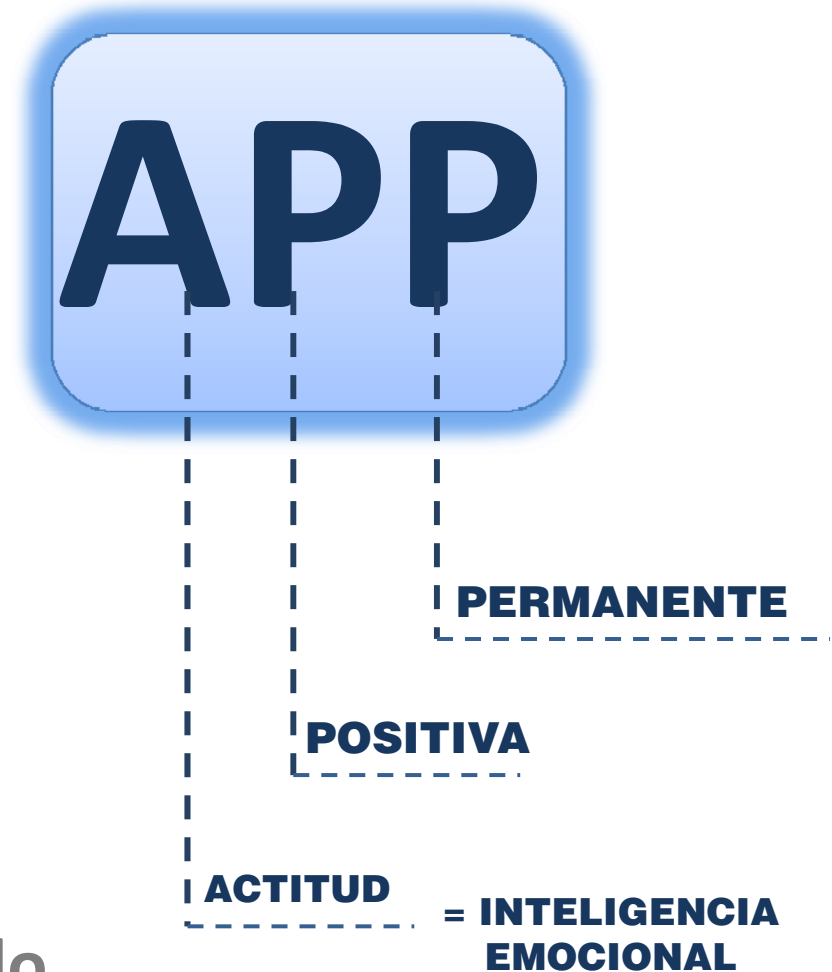 APP
PERMANENTE
POSITIVA
ACTITUD
= INTELIGENCIA
EMOCIONAL